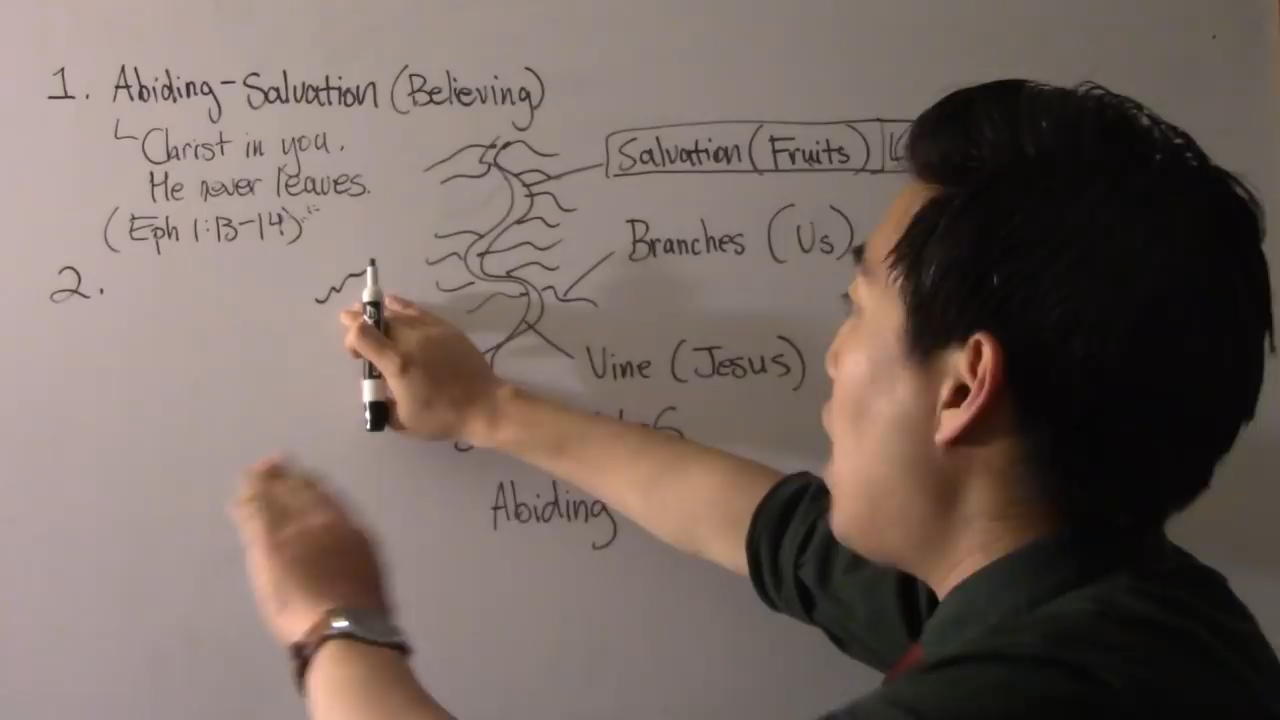 1. Abiding-Salvation (Believing)
Christ in you.
He never leaves.
(Eph 1:13-14)
2.
Salvation (Fruits)
Branches (Us)
Vine (Jesus)
Abiding